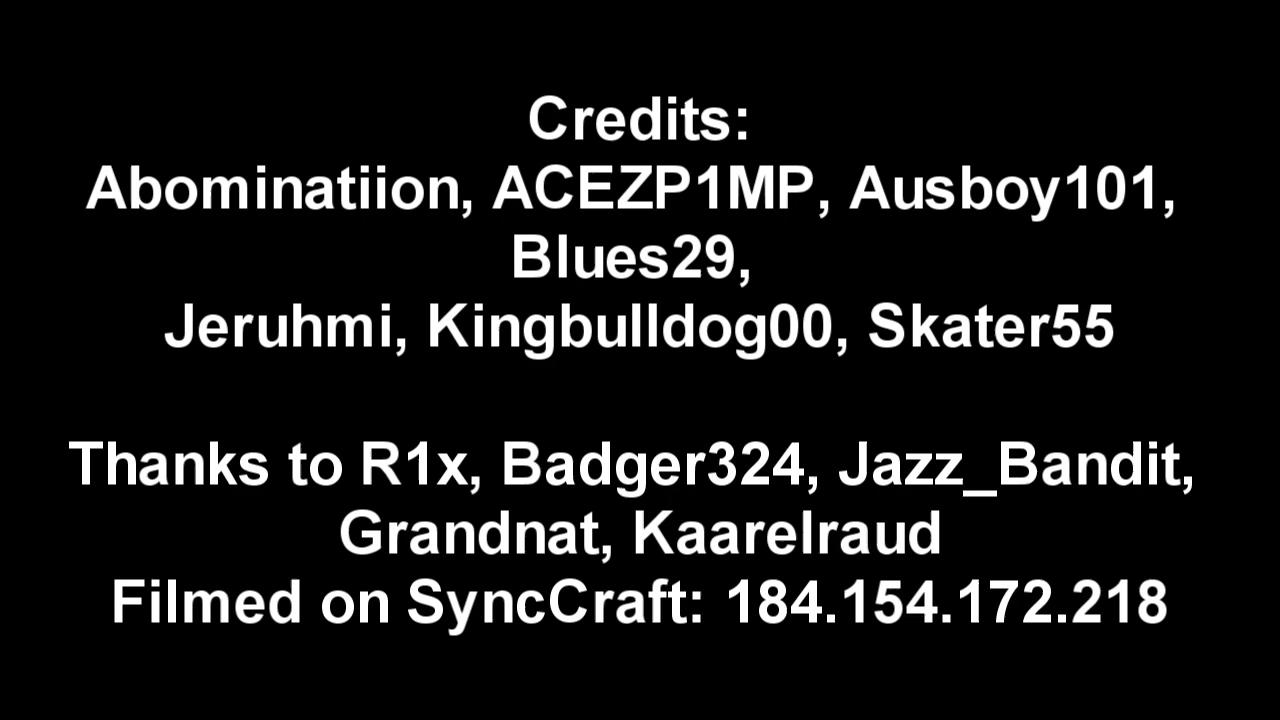 Credits:
Abominatiion, ACEZP1MP, Ausboy101,
Blues29,
Jeruhmi, Kingbulldog00, Skater55
Thanks to R1x, Badger324, Jazz_Bandit,
Grandnat, Kaarelraud
Filmed on SyncCraft: 184.154.172.218